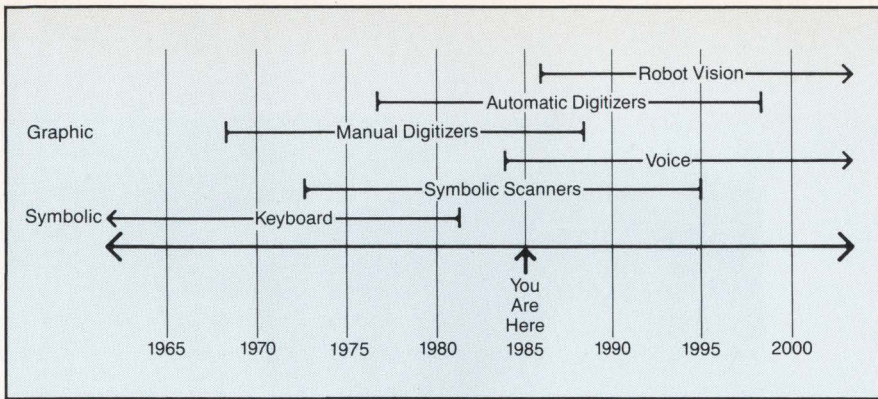 Robot Vision
Automatic Digitizers
Graphic
Manual Digitizers
Voice
Symbolic Scanners
Symbolic
Keyboard
You
Are
Here
1965
1970
1975
1980
1985
1990
1995
2000